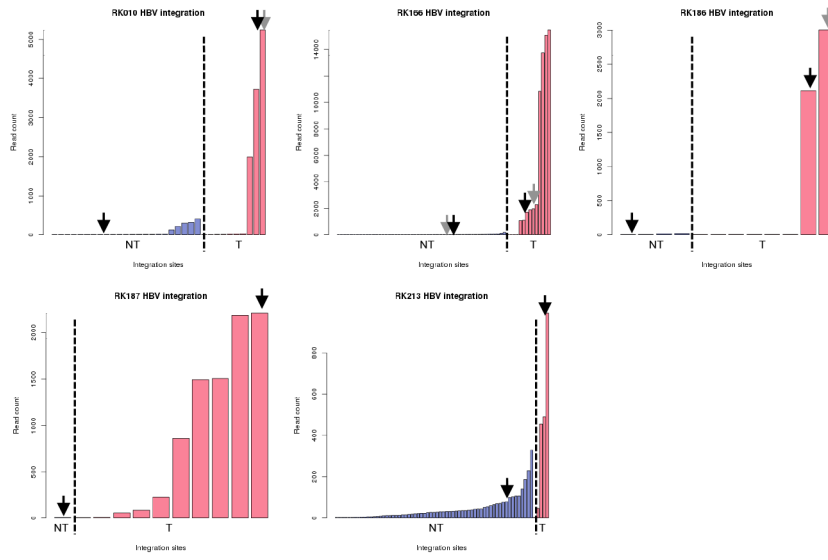 RK010 HBV integration
Read count
0 1000 2000 3000 4000 5000
NT T
Integration sites
RK166 HBV integration
Read count
0 2000 4000 6000 8000 10000 14000
NT T
Integration sites
RK186 HBV integration
Read count
0 500 1000 1500 2000 2500 3000
NT T
Integration sites
RK187 HBV integration
Read count
0 500 1000 1500 2000
NT T
Integration sites
RK213 HBV integration
Read count
0 200 400 600 800
NT T
Integration sites